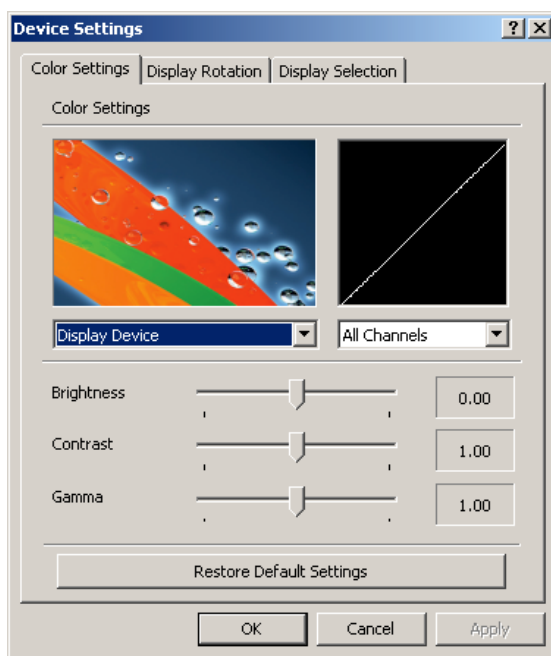 Device Settings
Color Settings Display Rotation Display Selection
Color Settings
Display Device All Channels
Brightness 0.00
Contrast 1.00
Gamma 1.00
Restore Default Settings
OK Cancel Apply